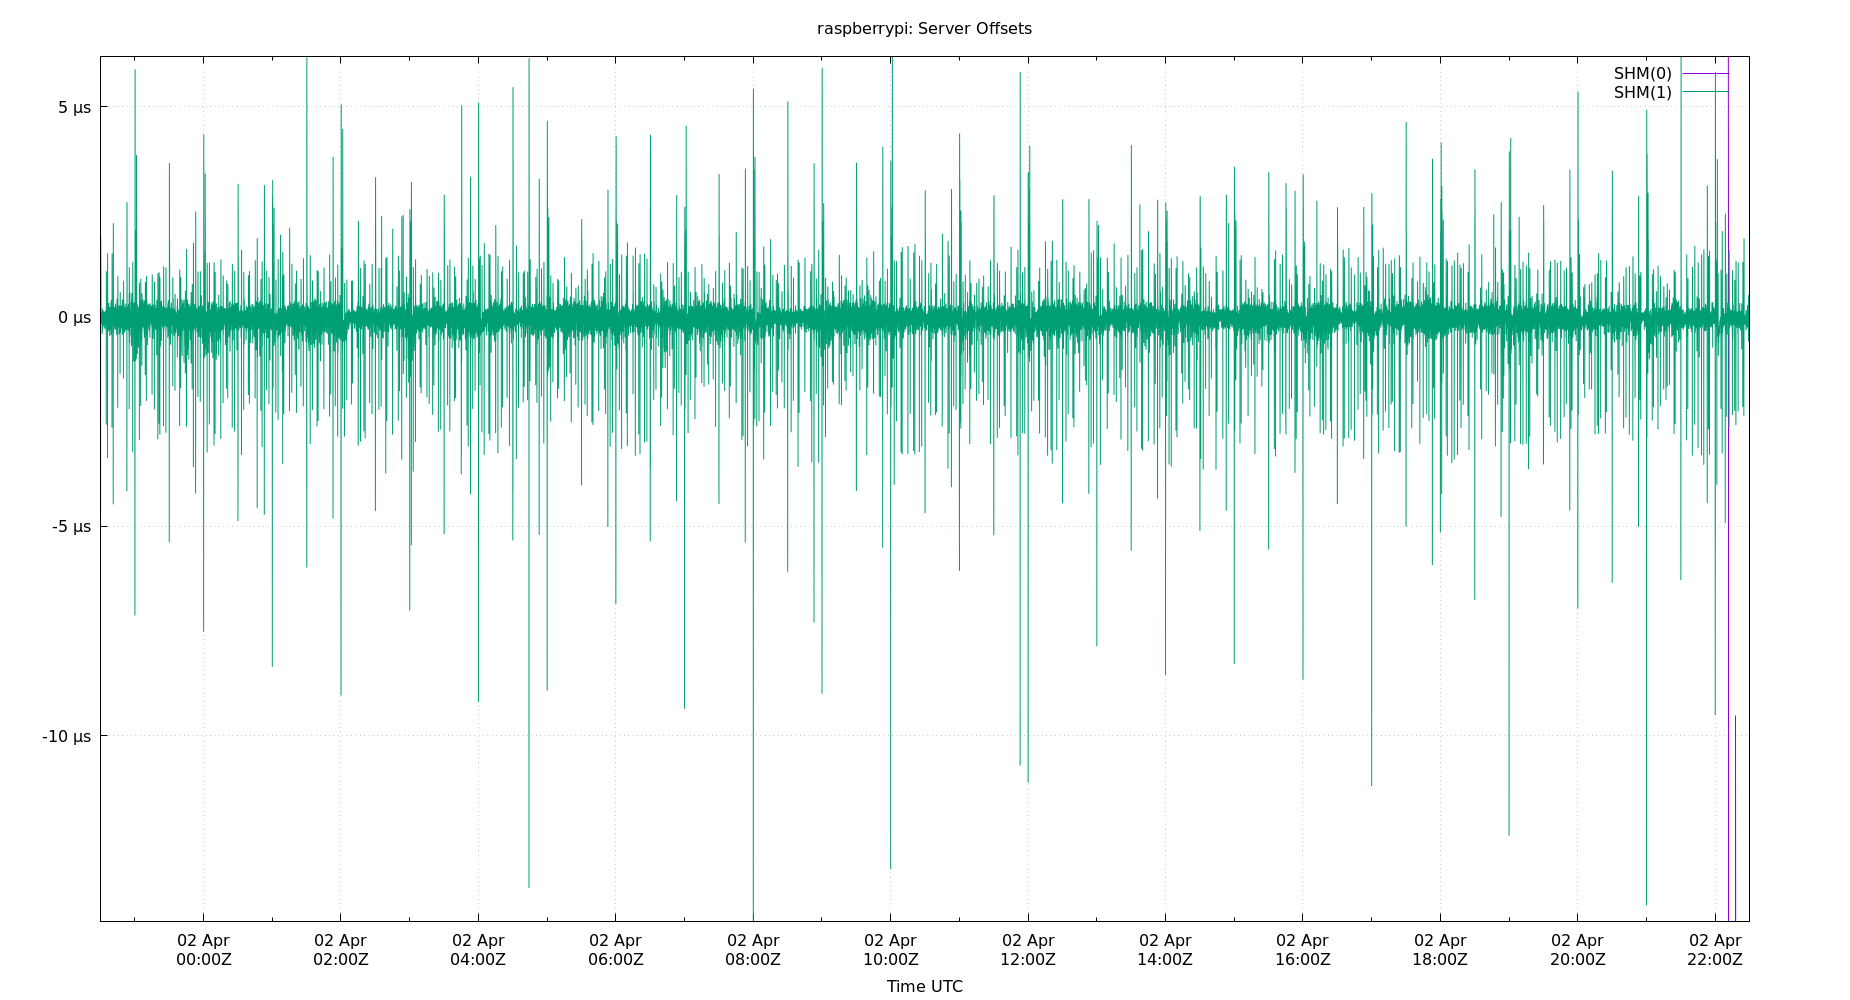 raspberrypi: Server Offsets
SHM(0)
SHM(1)
5 µs
0 µs
-5 µs
-10 µs
02 Apr 02 Apr 02 Apr 02 Apr 02 Apr 02 Apr 02 Apr 02 Apr 02 Apr 02 Apr 02 Apr 02 Apr
00:00Z 02:00Z 04:00Z 06:00Z 08:00Z 10:00Z 12:00Z 14:00Z 16:00Z 18:00Z 20:00Z 22:00Z
Time UTC